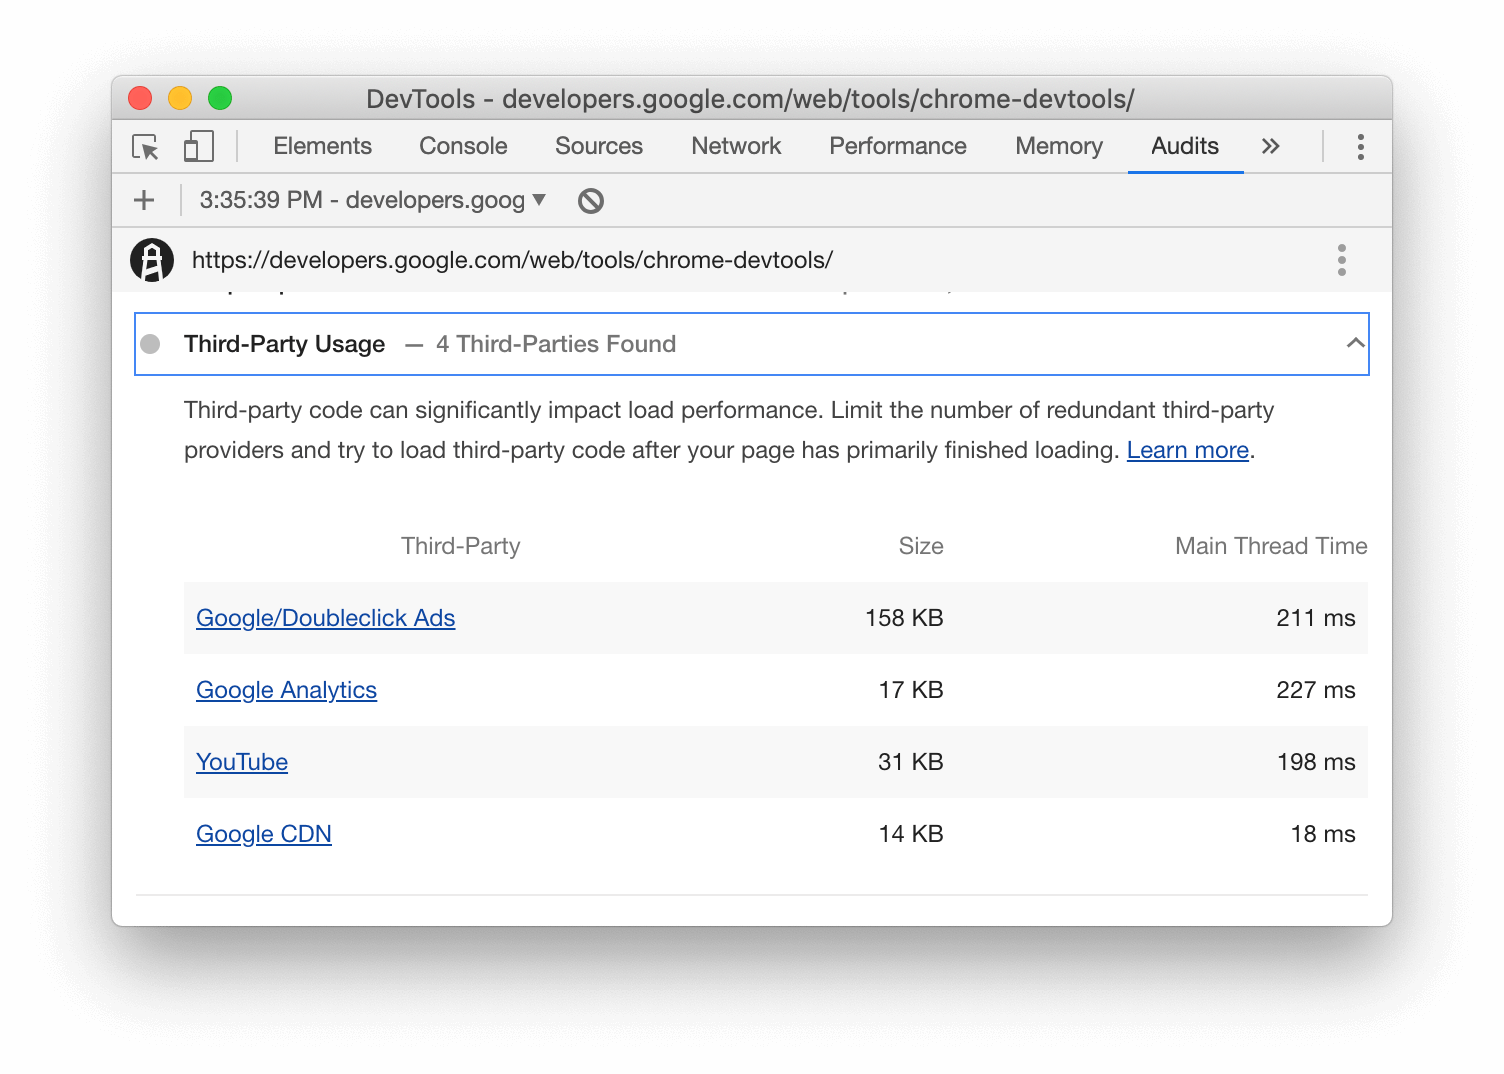 DevTools - developers.google.com/web/tools/chrome-devtools/
Elements Console Sources Network Performance Memory Audits »
+ 3:35:39 PM - developers.goog ▼
https://developers.google.com/web/tools/chrome-devtools/
Third-Party Usage — 4 Third-Parties Found
Third-party code can significantly impact load performance. Limit the number of redundant third-party
providers and try to load third-party code after your page has primarily finished loading. Learn more.
Third-Party Size Main Thread Time
Google/Doubleclick Ads 158 KB 211 ms
Google Analytics 17 KB 227 ms
YouTube 31 KB 198 ms
Google CDN 14 KB 18 ms